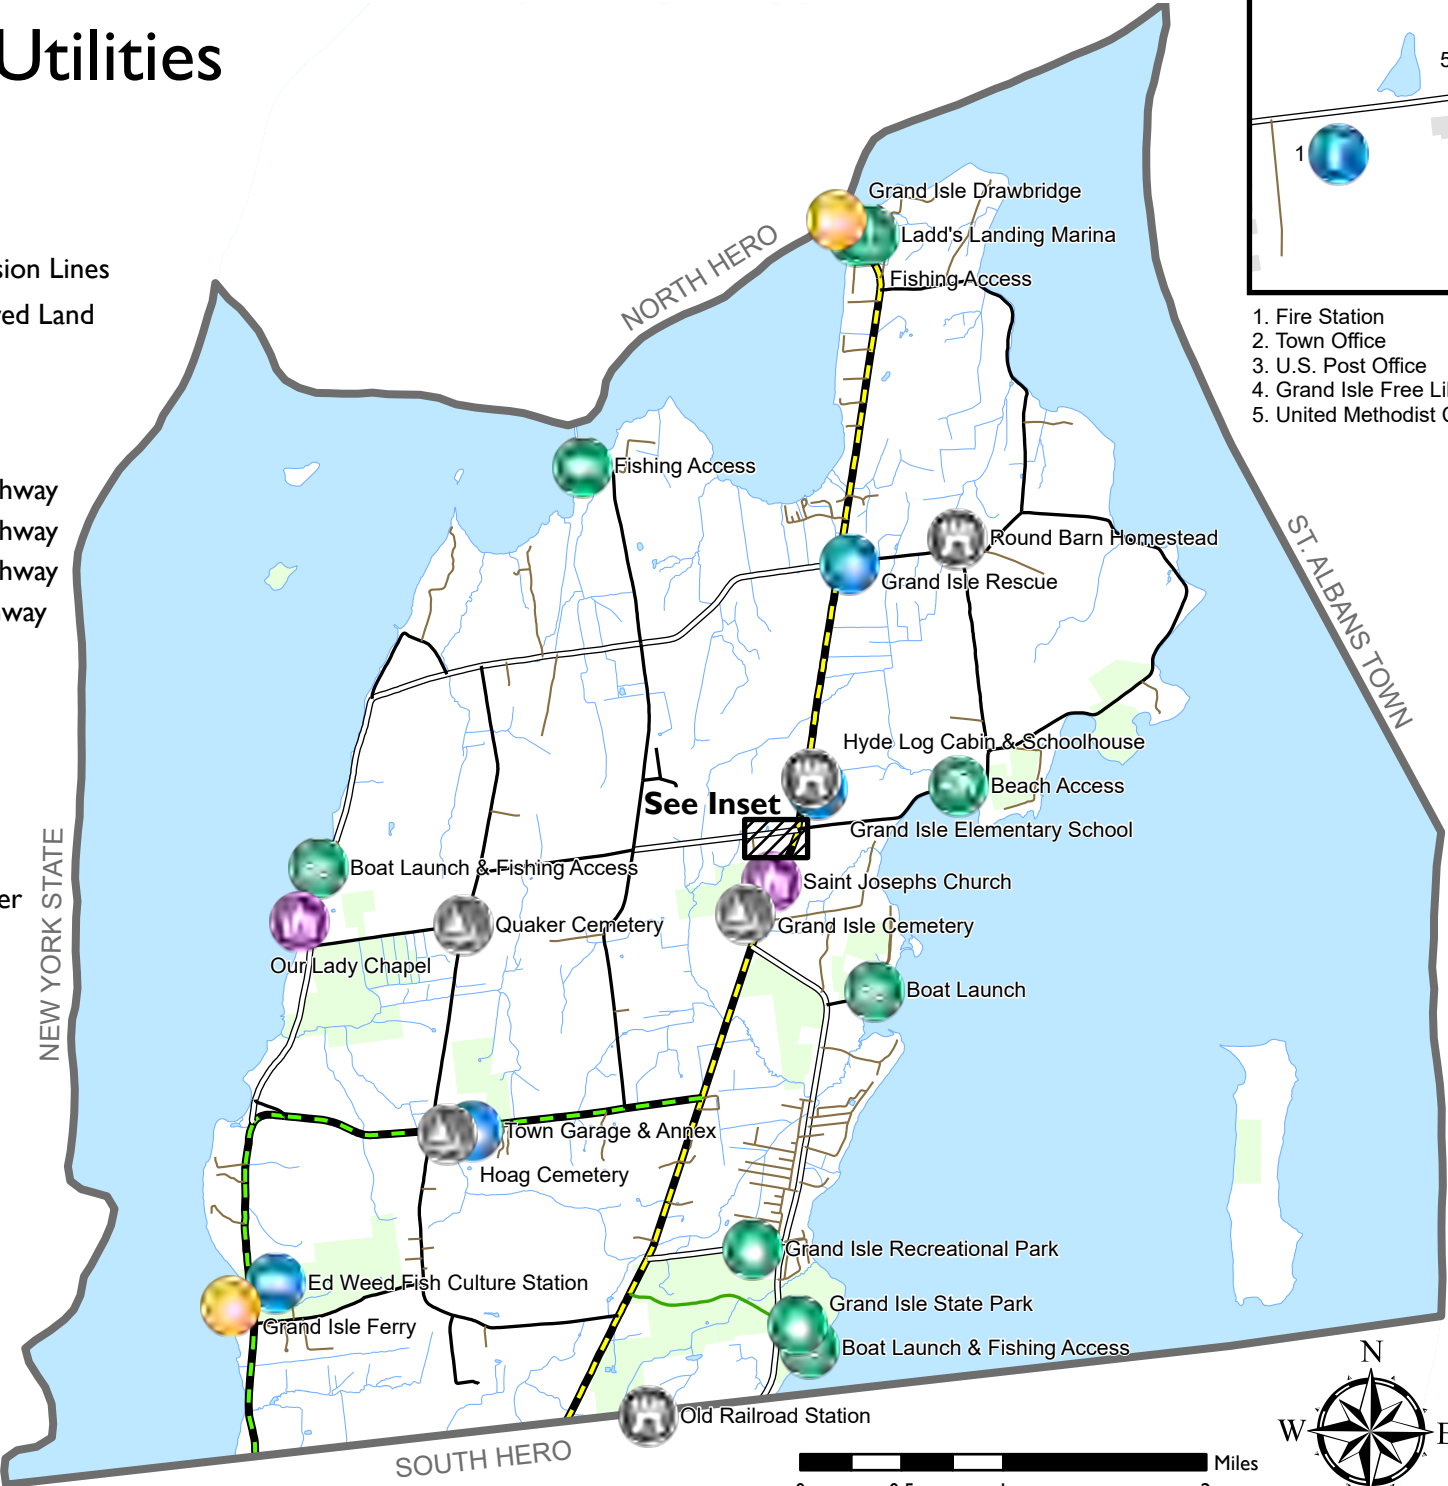 Utilities
sion Lines
red Land
hway
hway
hway
way
er
5
1
1. Fire Station
2. Town Office
3. U.S. Post Office
4. Grand Isle Free Li
5. United Methodist
Grand Isle Drawbridge
Ladd's Landing Marina
Fishing Access
NORTH HERO
Fishing Access
Round Barn Homestead
Grand Isle Rescue
ST. ALBANS TOWN
Hyde Log Cabin & Schoolhouse
See Inset
Beach Access
Grand Isle Elementary School
Boat Launch & Fishing Access
Saint Josephs Church
Quaker Cemetery
Grand Isle Cemetery
NEW YORK STATE
Our Lady Chapel
Boat Launch
Town Garage & Annex
Hoag Cemetery
Grand Isle Recreational Park
Ed Weed Fish Culture Station
Grand Isle State Park
Grand Isle Ferry
Boat Launch & Fishing Access
Old Railroad Station
SOUTH HERO
N
W
E
Miles